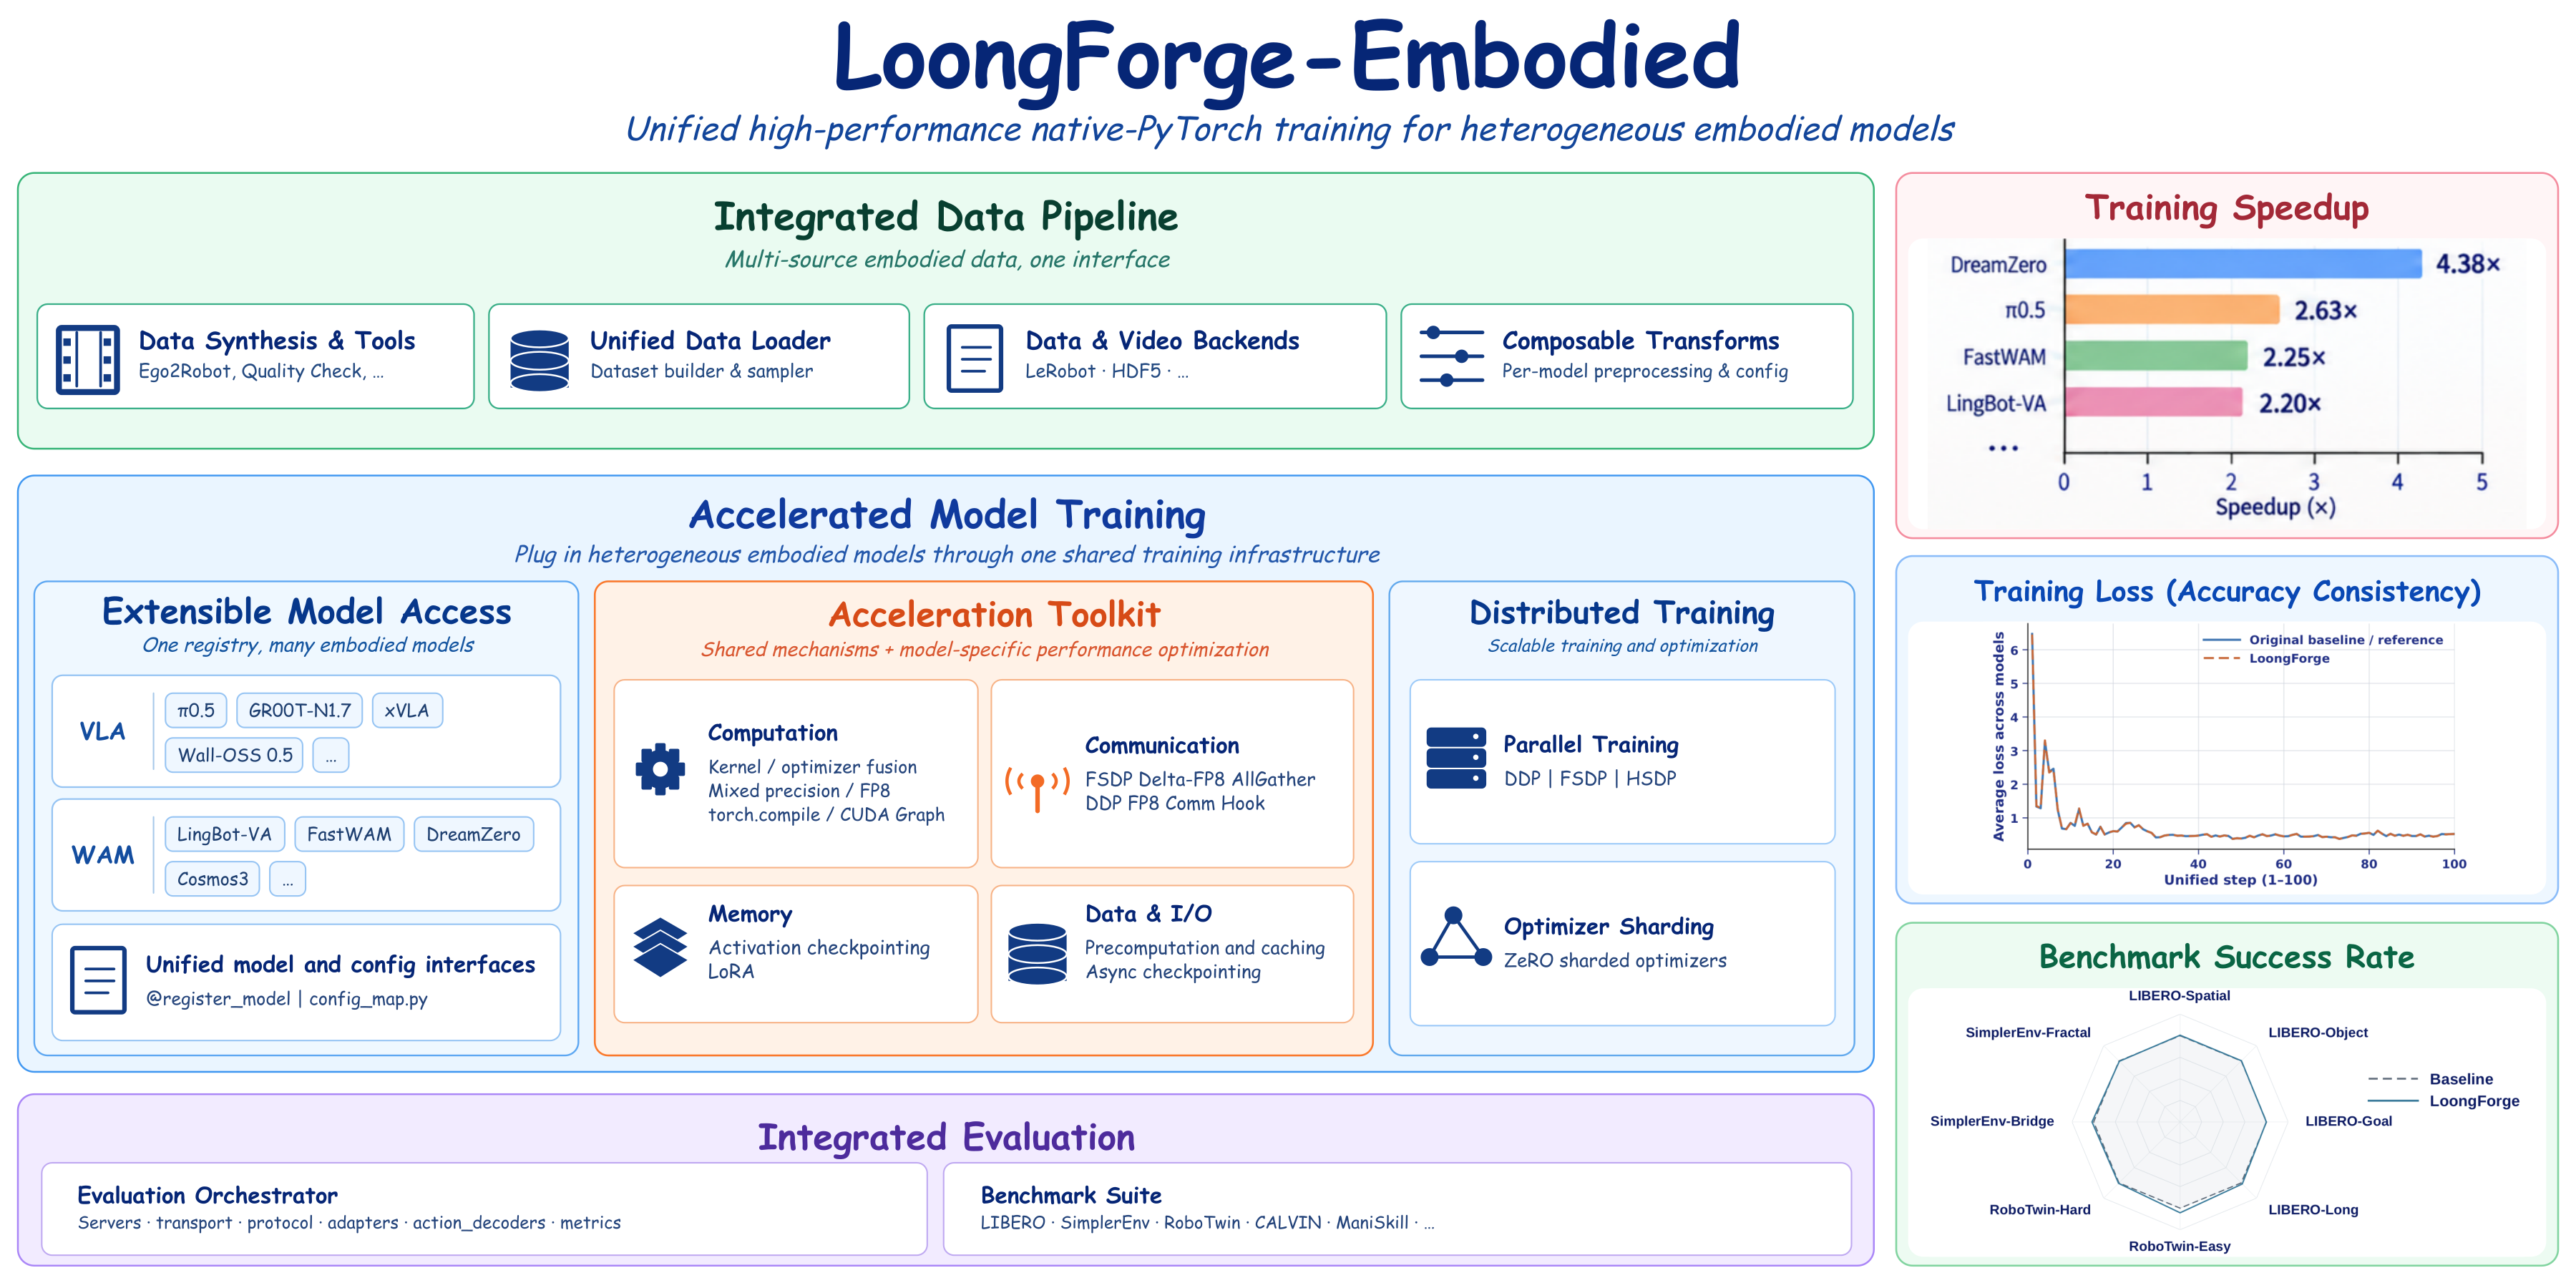 LoongForge-Embodied
Unified high-performance native-PyTorch training for heterogeneous embodied models
Integrated Data Pipeline
Multi-source embodied data, one interface
Data Synthesis & Tools
Ego2Robot, Quality Check, ...
Unified Data Loader
Dataset builder & sampler
Data & Video Backends
LeRobot · HDF5 · ...
Composable Transforms
Per-model preprocessing & config
Accelerated Model Training
Plug in heterogeneous embodied models through one shared training infrastructure
Extensible Model Access
One registry, many embodied models
VLA
π0.5
GR00T-N1.7
xVLA
Wall-OSS 0.5
...
WAM
LingBot-VA
FastWAM
DreamZero
Cosmos3
...
Unified model and config interfaces
@register_model | config_map.py
Acceleration Toolkit
Shared mechanisms + model-specific performance optimization
Computation
Kernel / optimizer fusion
Mixed precision / FP8
torch.compile / CUDA Graph
Communication
FSDP Delta-FP8 AllGather
DDP FP8 Comm Hook
Memory
Activation checkpointing
LoRA
Data & I/O
Precomputation and caching
Async checkpointing
Distributed Training
Scalable training and optimization
Parallel Training
DDP | FSDP | HSDP
Optimizer Sharding
ZeRO sharded optimizers
Integrated Evaluation
Evaluation Orchestrator
Servers · transport · protocol · adapters · action_decoders · metrics
Benchmark Suite
LIBERO · SimplerEnv · RoboTwin · CALVIN · ManiSkill · ...
Training Speedup
DreamZero 4.38×
π0.5 2.63×
FastWAM 2.25×
LingBot-VA 2.20×
...
0 1 2 3 4 5
Speedup (×)
Training Loss (Accuracy Consistency)
Average loss across models
6
5
4
3
2
1
Original baseline / reference
LoongForge
0 20 40 60 80 100
Unified step (1–100)
Benchmark Success Rate
LIBERO-Spatial
SimplerEnv-Fractal
LIBERO-Object
Baseline
LoongForge
SimplerEnv-Bridge
LIBERO-Goal
RoboTwin-Hard
LIBERO-Long
RoboTwin-Easy